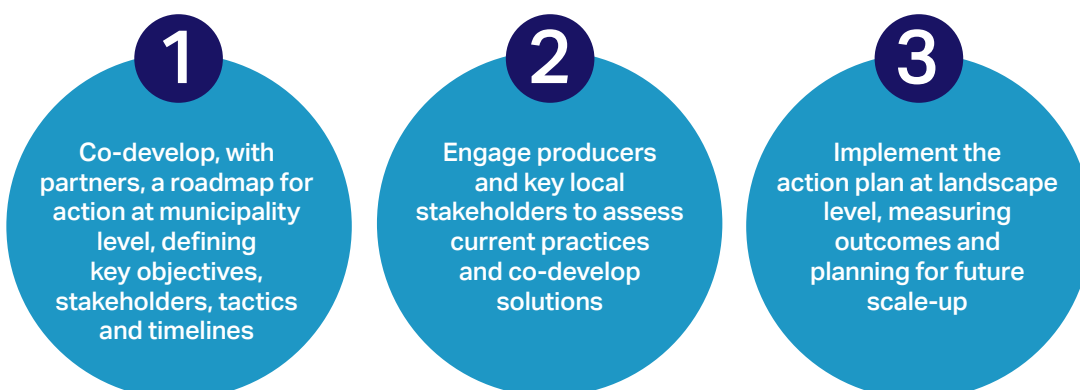 1
Co-develop, with
partners, a roadmap for
action at municipality
level, defining
key objectives,
stakeholders, tactics
and timelines
2
Engage producers
and key local
stakeholders to assess
current practices
and co-develop
solutions
3
Implement the
action plan at landscape
level, measuring
outcomes and
planning for future
scale-up